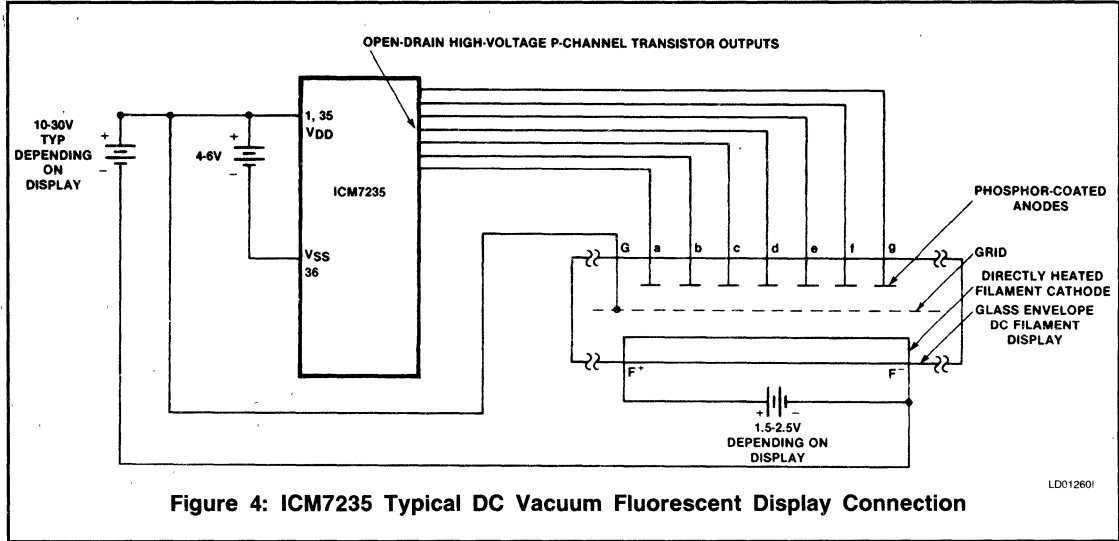 OPEN-DRAIN HIGH-VOLTAGE P-CHANNEL TRANSISTOR OUTPUTS
10-30V
TYP
DEPENDING
ON
DISPLAY
+
-
4-6V
+
-
1, 35
VDD
ICM7235
VSS
36
G a b c d e f g
PHOSPHOR-COATED
ANODES
GRID
DIRECTLY HEATED
FILAMENT CATHODE
GLASS ENVELOPE
DC FILAMENT
DISPLAY
F+ F-
+ -
1.5-2.5V
DEPENDING ON
DISPLAY
LD01260I
Figure 4: ICM7235 Typical DC Vacuum Fluorescent Display Connection